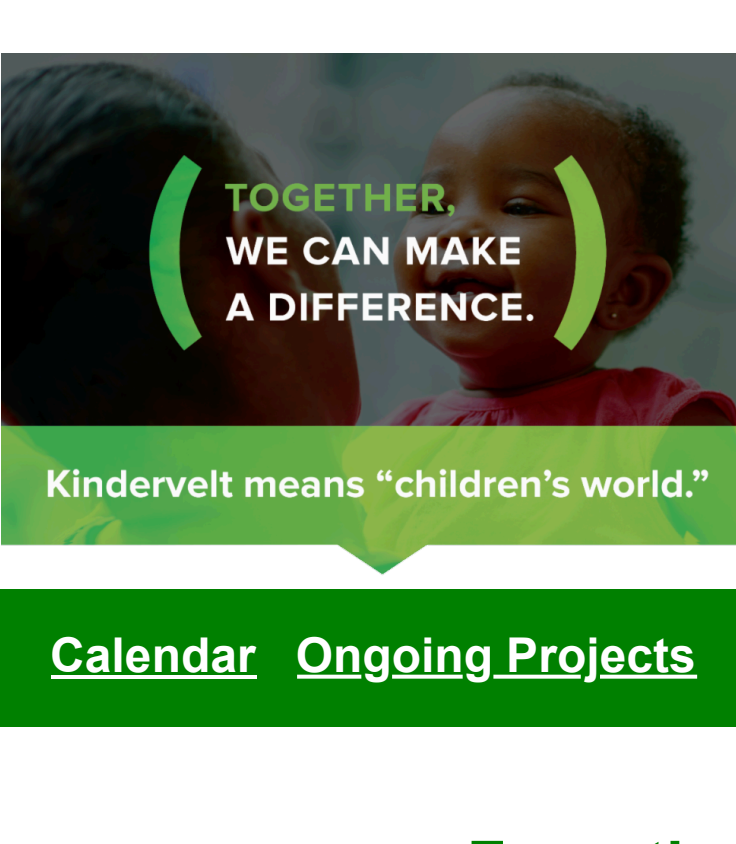 TOGETHER,
WE CAN MAKE
A DIFFERENCE.
Kindervelt means “children’s world.”
Calendar Ongoing Projects